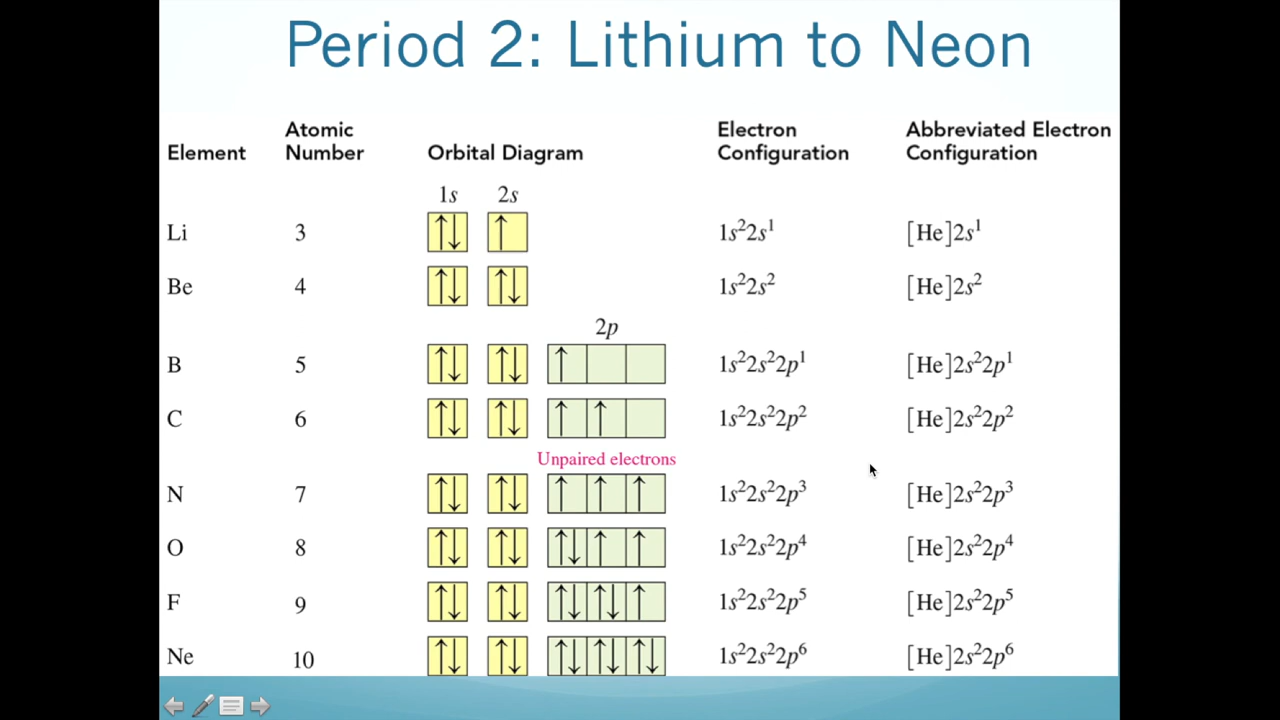 Period 2: Lithium to Neon
Element Atomic Number Orbital Diagram Electron Configuration Abbreviated Electron Configuration
1s 2s
Li 3 ↑↓ ↑ 1s²2s¹ [He]2s¹
Be 4 ↑↓ ↑↓ 1s²2s² [He]2s²
2p
B 5 ↑↓ ↑↓ ↑ 1s²2s²2p¹ [He]2s²2p¹
C 6 ↑↓ ↑↓ ↑ ↑ 1s²2s²2p² [He]2s²2p²
Unpaired electrons
N 7 ↑↓ ↑↓ ↑ ↑ ↑ 1s²2s²2p³ [He]2s²2p³
O 8 ↑↓ ↑↓ ↑↓ ↑ ↑ 1s²2s²2p⁴ [He]2s²2p⁴
F 9 ↑↓ ↑↓ ↑↓ ↑↓ ↑ 1s²2s²2p⁵ [He]2s²2p⁵
Ne 10 ↑↓ ↑↓ ↑↓ ↑↓ ↑↓ 1s²2s²2p⁶ [He]2s²2p⁶